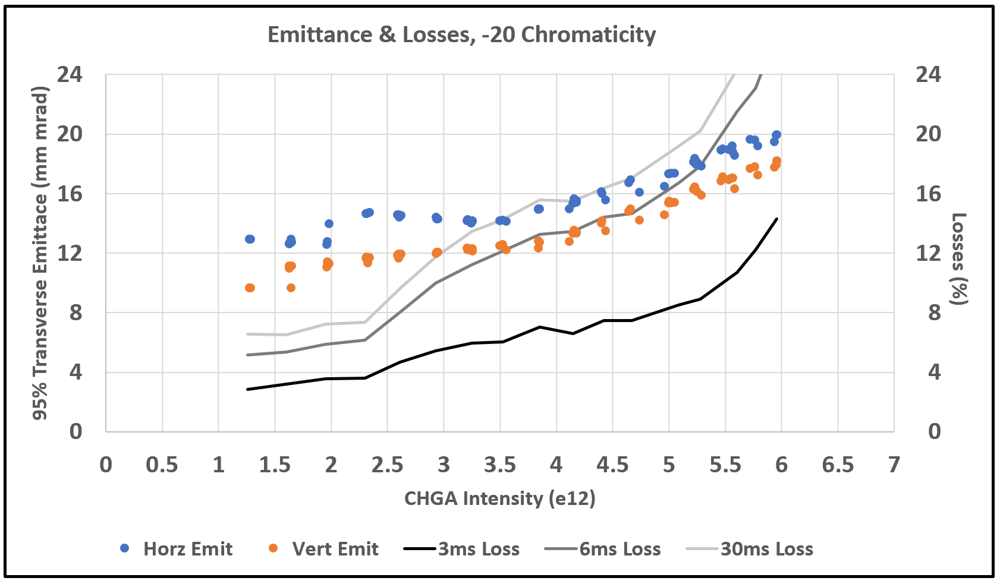 Emittance & Losses, -20 Chromaticity
95% Transverse Emittace (mm mrad)
24
20
16
12
8
4
0
24
20
16
12
8
4
0
Losses (%)
0 0.5 1 1.5 2 2.5 3 3.5 4 4.5 5 5.5 6 6.5 7
CHGA Intensity (e12)
Horz Emit Vert Emit 3ms Loss 6ms Loss 30ms Loss